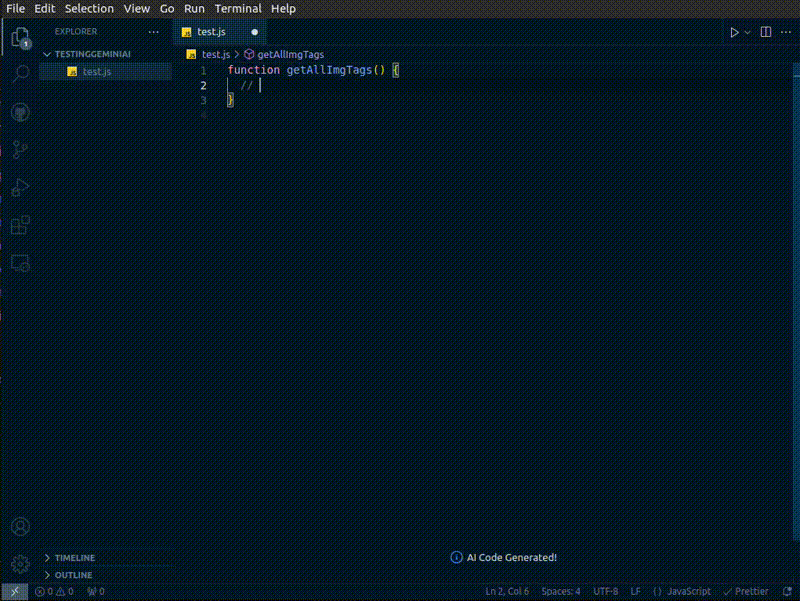 File Edit Selection View Go Run Terminal Help
EXPLORER
test.js
TESTINGGEMINIAI
test.js
test.js > getAllImgTags
1 function getAllImgTags() {
2 //
3 }
4
1
TIMELINE
OUTLINE
AI Code Generated!
0 0 0 Ln 2, Col 6 Spaces: 4 UTF-8 LF {} JavaScript Prettier